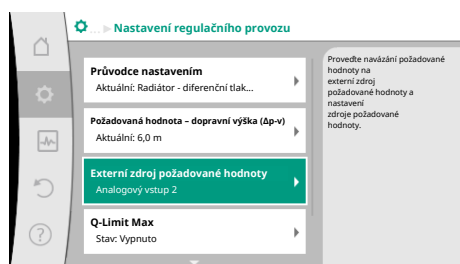 ... Nastavení regulačního provozu
Průvodce nastavením
Aktuální: Radiátor - diferenční tlak...
Požadovaná hodnota – dopravní výška (Δp-v)
Aktuální: 6,0 m
Externí zdroj požadované hodnoty
Analogový vstup 2
Q-Limit Max
Stav: Vypnuto
Proveďte navázání požadované
hodnoty na
externí zdroj
požadované hodnoty a
nastavení
zdroje požadované
hodnoty.